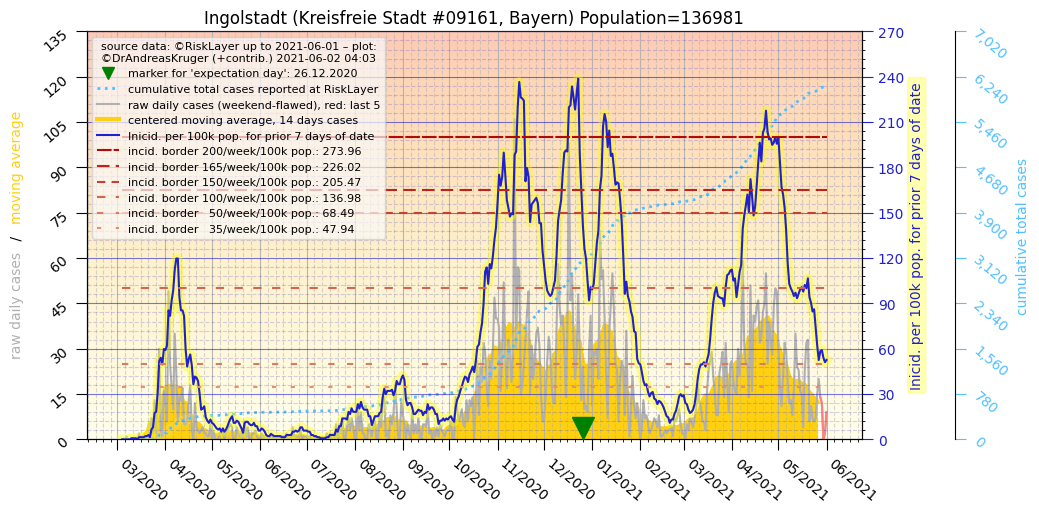 Ingolstadt (Kreisfreie Stadt #09161, Bayern) Population=136981
source data: ©RiskLayer up to 2021-06-01 – plot:
©DrAndreasKruger (+contrib.) 2021-06-02 04:03
marker for 'expectation day': 26.12.2020
cumulative total cases reported at RiskLayer
raw daily cases (weekend-flawed), red: last 5
centered moving average, 14 days cases
Inicid. per 100k pop. for prior 7 days of date
incid. border 200/week/100k pop.: 273.96
incid. border 165/week/100k pop.: 226.02
incid. border 150/week/100k pop.: 205.47
incid. border 100/week/100k pop.: 136.98
incid. border 50/week/100k pop.: 68.49
incid. border 35/week/100k pop.: 47.94
raw daily cases / moving average
135
120
105
90
75
60
45
30
15
0
03/2020
04/2020
05/2020
06/2020
07/2020
08/2020
09/2020
10/2020
11/2020
12/2020
01/2021
02/2021
03/2021
04/2021
05/2021
06/2021
270
240
210
180
150
120
90
60
30
0
Inicid. per 100k pop. for prior 7 days of date
7,020
6,240
5,460
4,680
3,900
3,120
2,340
1,560
780
0
cumulative total cases